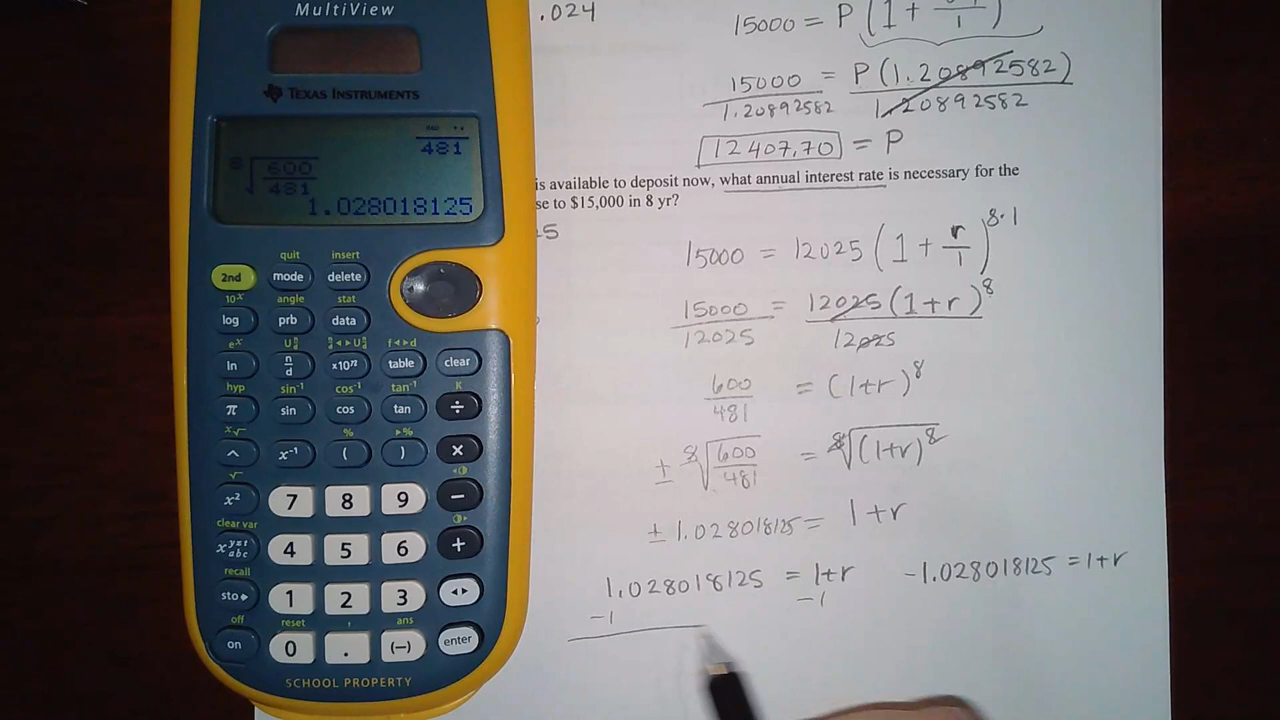 MultiView
TEXAS INSTRUMENTS
481
8√600/481
1.028018125
quit insert
2nd mode delete
10ˣ angle stat
log prb data
eˣ f◄►d
ln n/d ×10ⁿ table clear
hyp sin⁻¹ cos⁻¹ tan⁻¹ K
π sin cos tan ÷
ˣ√ % ►%
^ x⁻¹ ( ) ×
√
x² 7 8 9 −
clear var
x y z t a b c 4 5 6 +
recall
sto► 1 2 3 ◄►
off reset , ans
on 0 . (−) enter
SCHOOL PROPERTY
.024
15000 = P (1 + /1)
15000/1.20892582 = P(1.20892582)/1.20892582
12407.70 = P
is available to deposit now, what annual interest rate is necessary for the
se to $15,000 in 8 yr?
25
15000 = 12025 (1 + r/1)^8·1
15000/12025 = 12025(1+r)^8/12025
600/481 = (1+r)^8
± 8√600/481 = 8√(1+r)^8
± 1.028018125 = 1+r
1.028018125 = 1+r -1.028018125 = 1+r
-1 -1